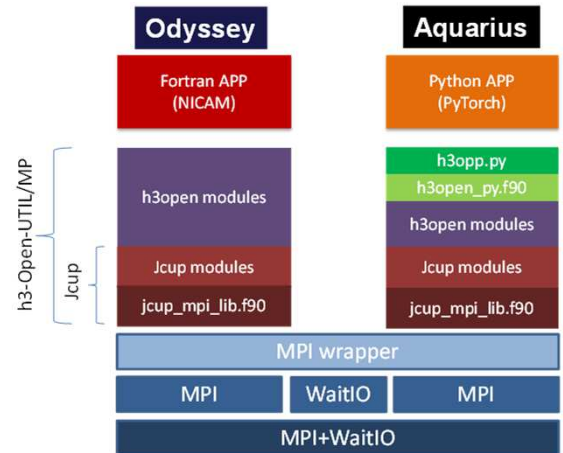 Odyssey
Aquarius
Fortran APP
(NICAM)
Python APP
(PyTorch)
h3-Open-UTIL/MP
Jcup
h3open modules
Jcup modules
jcup_mpi_lib.f90
h3opp.py
h3open_py.f90
h3open modules
Jcup modules
jcup_mpi_lib.f90
MPI wrapper
MPI
WaitIO
MPI
MPI+WaitIO